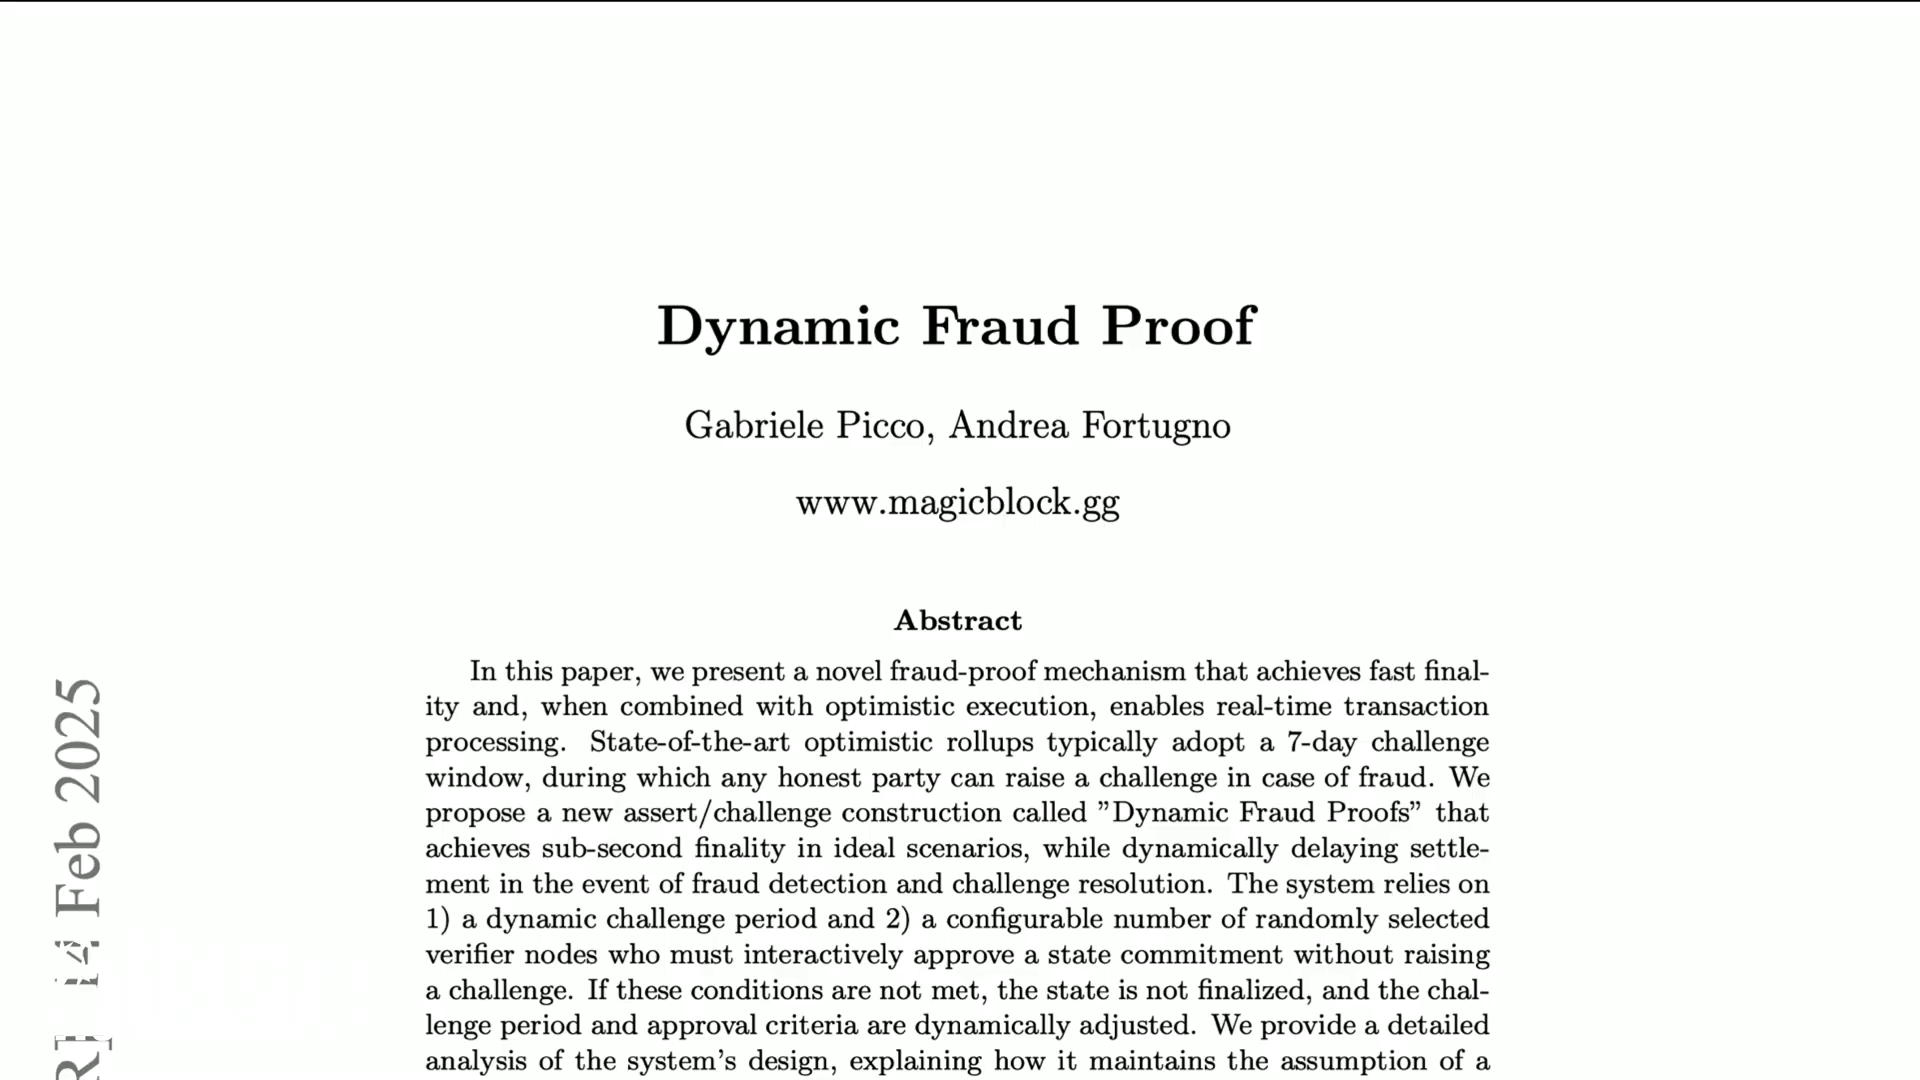 Dynamic Fraud Proof
Gabriele Picco, Andrea Fortugno
www.magicblock.gg
Abstract
In this paper, we present a novel fraud-proof mechanism that achieves fast final-
ity and, when combined with optimistic execution, enables real-time transaction
processing. State-of-the-art optimistic rollups typically adopt a 7-day challenge
window, during which any honest party can raise a challenge in case of fraud. We
propose a new assert/challenge construction called ”Dynamic Fraud Proofs” that
achieves sub-second finality in ideal scenarios, while dynamically delaying settle-
ment in the event of fraud detection and challenge resolution. The system relies on
1) a dynamic challenge period and 2) a configurable number of randomly selected
verifier nodes who must interactively approve a state commitment without raising
a challenge. If these conditions are not met, the state is not finalized, and the chal-
lenge period and approval criteria are dynamically adjusted. We provide a detailed
analysis of the system’s design, explaining how it maintains the assumption of a
R] 14 Feb 2025